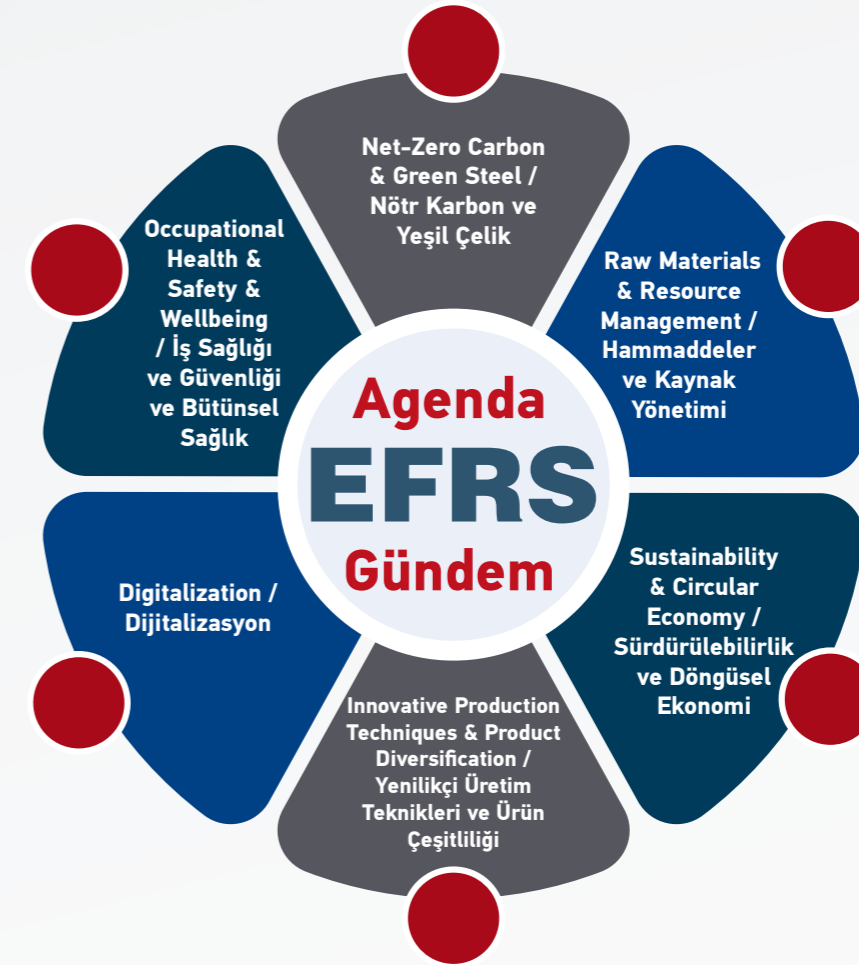 Net-Zero Carbon
& Green Steel /
Nötr Karbon ve
Yeşil Çelik
Raw Materials
& Resource
Management /
Hammaddeler
ve Kaynak
Yönetimi
Sustainability
& Circular
Economy /
Sürdürülebilirlik
ve Döngüsel
Ekonomi
Innovative Production
Techniques & Product
Diversification /
Yenilikçi Üretim
Teknikleri ve Ürün
Çeşitliliği
Digitalization /
Dijitalizasyon
Occupational
Health &
Safety &
Wellbeing
/ İş Sağlığı
ve Güvenliği
ve Bütünsel
Sağlık
Agenda
EFRS
Gündem